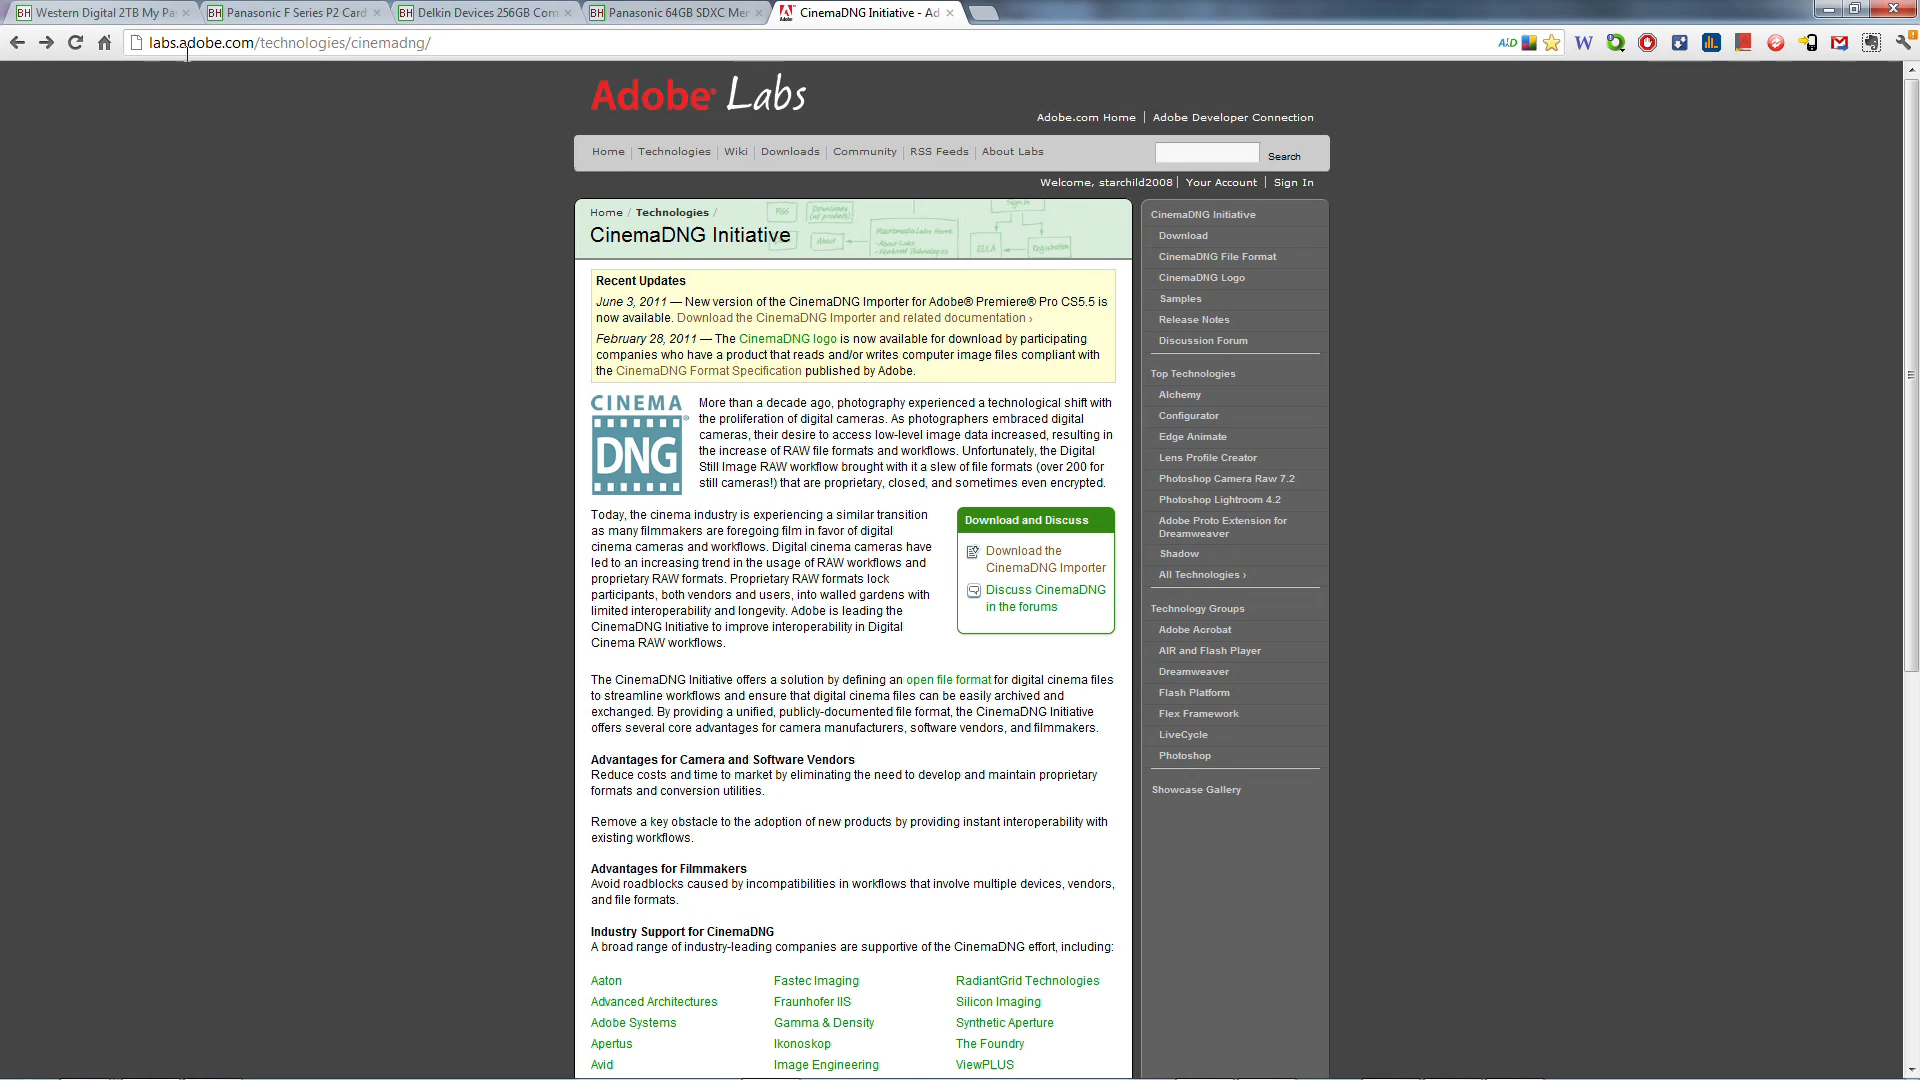 Western Digital 2TB My Pa
Panasonic F Series P2 Card
Delkin Devices 256GB Com
Panasonic 64GB SDXC Mer
CinemaDNG Initiative - Ad
labs.adobe.com/technologies/cinemadng/
Adobe Labs
Adobe.com Home | Adobe Developer Connection
Home | Technologies | Wiki | Downloads | Community | RSS Feeds | About Labs
Search
Welcome, starchild2008 | Your Account | Sign In
Home / Technologies /
CinemaDNG Initiative
Recent Updates
June 3, 2011 — New version of the CinemaDNG Importer for Adobe® Premiere® Pro CS5.5 is
now available. Download the CinemaDNG Importer and related documentation ›
February 28, 2011 — The CinemaDNG logo is now available for download by participating
companies who have a product that reads and/or writes computer image files compliant with
the CinemaDNG Format Specification published by Adobe.
CINEMA
DNG
More than a decade ago, photography experienced a technological shift with
the proliferation of digital cameras. As photographers embraced digital
cameras, their desire to access low-level image data increased, resulting in
the increase of RAW file formats and workflows. Unfortunately, the Digital
Still Image RAW workflow brought with it a slew of file formats (over 200 for
still cameras!) that are proprietary, closed, and sometimes even encrypted.
Today, the cinema industry is experiencing a similar transition
as many filmmakers are foregoing film in favor of digital
cinema cameras and workflows. Digital cinema cameras have
led to an increasing trend in the usage of RAW workflows and
proprietary RAW formats. Proprietary RAW formats lock
participants, both vendors and users, into walled gardens with
limited interoperability and longevity. Adobe is leading the
CinemaDNG Initiative to improve interoperability in Digital
Cinema RAW workflows.
Download and Discuss
Download the
CinemaDNG Importer
Discuss CinemaDNG
in the forums
The CinemaDNG Initiative offers a solution by defining an open file format for digital cinema files
to streamline workflows and ensure that digital cinema files can be easily archived and
exchanged. By providing a unified, publicly-documented file format, the CinemaDNG Initiative
offers several core advantages for camera manufacturers, software vendors, and filmmakers.
Advantages for Camera and Software Vendors
Reduce costs and time to market by eliminating the need to develop and maintain proprietary
formats and conversion utilities.
Remove a key obstacle to the adoption of new products by providing instant interoperability with
existing workflows.
Advantages for Filmmakers
Avoid roadblocks caused by incompatibilities in workflows that involve multiple devices, vendors,
and file formats.
Industry Support for CinemaDNG
A broad range of industry-leading companies are supportive of the CinemaDNG effort, including:
Aaton Fastec Imaging RadiantGrid Technologies
Advanced Architectures Fraunhofer IIS Silicon Imaging
Adobe Systems Gamma & Density Synthetic Aperture
Apertus Ikonoskop The Foundry
Avid Image Engineering ViewPLUS
CinemaDNG Initiative
Download
CinemaDNG File Format
CinemaDNG Logo
Samples
Release Notes
Discussion Forum
Top Technologies
Alchemy
Configurator
Edge Animate
Lens Profile Creator
Photoshop Camera Raw 7.2
Photoshop Lightroom 4.2
Adobe Proto Extension for
Dreamweaver
Shadow
All Technologies ›
Technology Groups
Adobe Acrobat
AIR and Flash Player
Dreamweaver
Flash Platform
Flex Framework
LiveCycle
Photoshop
Showcase Gallery